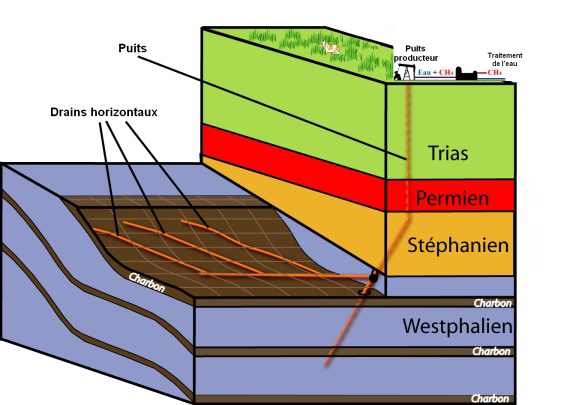 Puits
Puits
producteur
Traitement
de l'eau
Eau + CH4
CH4
Drains horizontaux
Trias
Permien
Stéphanien
Charbon
Charbon
Westphalien
Charbon
Charbon